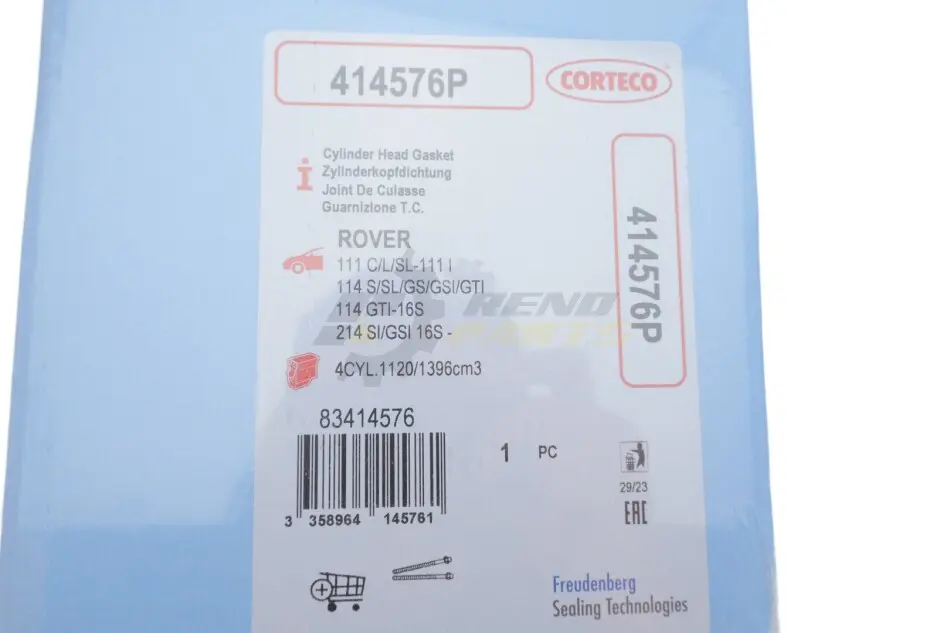 414576P
CORTECO
Cylinder Head Gasket
Zylinderkopfdichtung
Joint De Culasse
Guarnizione T.C.
414576P
ROVER
111 C/L/SL-111 I
114 S/SL/GS/GSI/GTI
114 GTI-16S
214 SI/GSI 16S -
REND
PARTS
4CYL.1120/1396cm3
83414576
1 PC
29/23
EAC
3 358964 145761
Freudenberg
Sealing Technologies